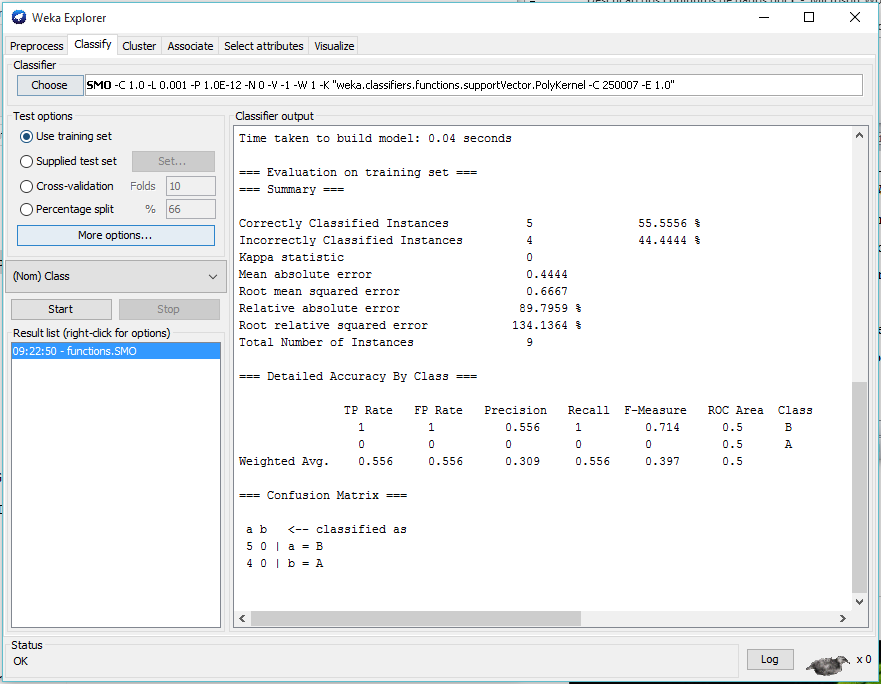 Weka Explorer
Preprocess Classify Cluster Associate Select attributes Visualize
Classifier
Choose SMO -C 1.0 -L 0.001 -P 1.0E-12 -N 0 -V -1 -W 1 -K "weka.classifiers.functions.supportVector.PolyKernel -C 250007 -E 1.0"
Test options
Use training set
Supplied test set Set...
Cross-validation Folds 10
Percentage split % 66
More options...
(Nom) Class
Start Stop
Result list (right-click for options)
09:22:50 - functions.SMO
Classifier output
Time taken to build model: 0.04 seconds
=== Evaluation on training set ===
=== Summary ===
Correctly Classified Instances 5 55.5556 %
Incorrectly Classified Instances 4 44.4444 %
Kappa statistic 0
Mean absolute error 0.4444
Root mean squared error 0.6667
Relative absolute error 89.7959 %
Root relative squared error 134.1364 %
Total Number of Instances 9
=== Detailed Accuracy By Class ===
TP Rate FP Rate Precision Recall F-Measure ROC Area Class
1 1 0.556 1 0.714 0.5 B
0 0 0 0 0 0.5 A
Weighted Avg. 0.556 0.556 0.309 0.556 0.397 0.5
=== Confusion Matrix ===
a b <-- classified as
5 0 | a = B
4 0 | b = A
Status
OK
Log x 0